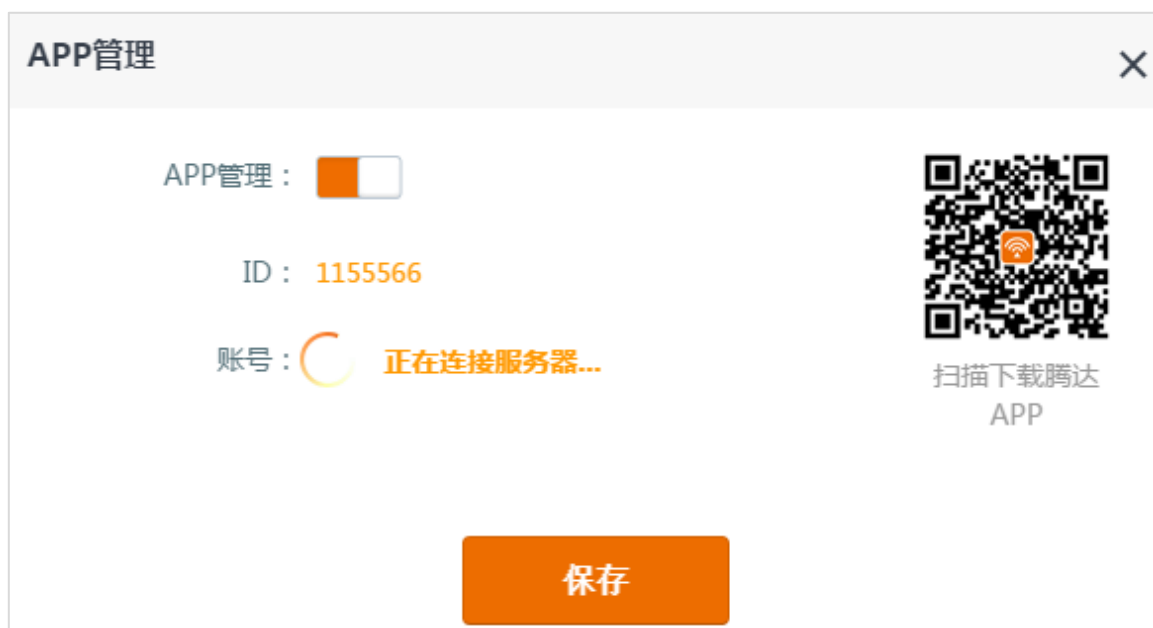 APP管理
APP管理：
ID： 1155566
账号： 正在连接服务器...
扫描下载腾达
APP
保存